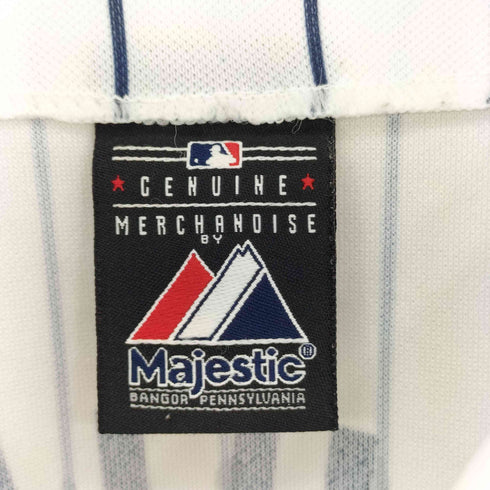 GENUINE
MERCHANDISE
BY
Majestic®
BANGOR PENNSYLVANIA